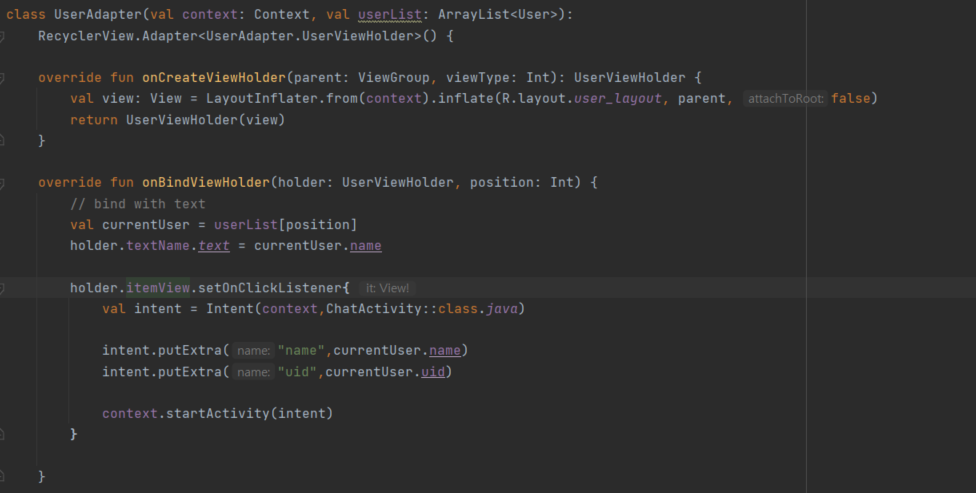 class UserAdapter(val context: Context, val userList: ArrayList<User>):
    RecyclerView.Adapter<UserAdapter.UserViewHolder>() {
    override fun onCreateViewHolder(parent: ViewGroup, viewType: Int): UserViewHolder {
        val view: View = LayoutInflater.from(context).inflate(R.layout.user_layout, parent, attachToRoot: false)
        return UserViewHolder(view)
    }
    override fun onBindViewHolder(holder: UserViewHolder, position: Int) {
        // bind with text
        val currentUser = userList[position]
        holder.textName.text = currentUser.name
        holder.itemView.setOnClickListener{ it: View!
            val intent = Intent(context,ChatActivity::class.java)
            intent.putExtra( name: "name",currentUser.name)
            intent.putExtra( name: "uid",currentUser.uid)
            context.startActivity(intent)
        }
    }